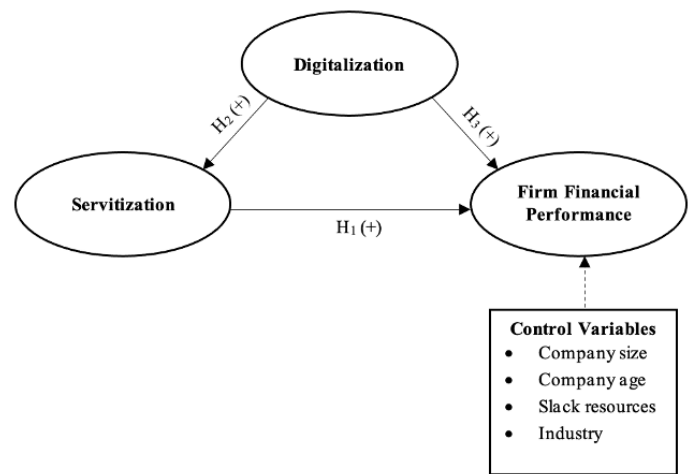 Digitalization
H₂ (+)
H₃ (+)
Servitization
Firm Financial
Performance
H₁ (+)
Control Variables
• Company size
• Company age
• Slack resources
• Industry